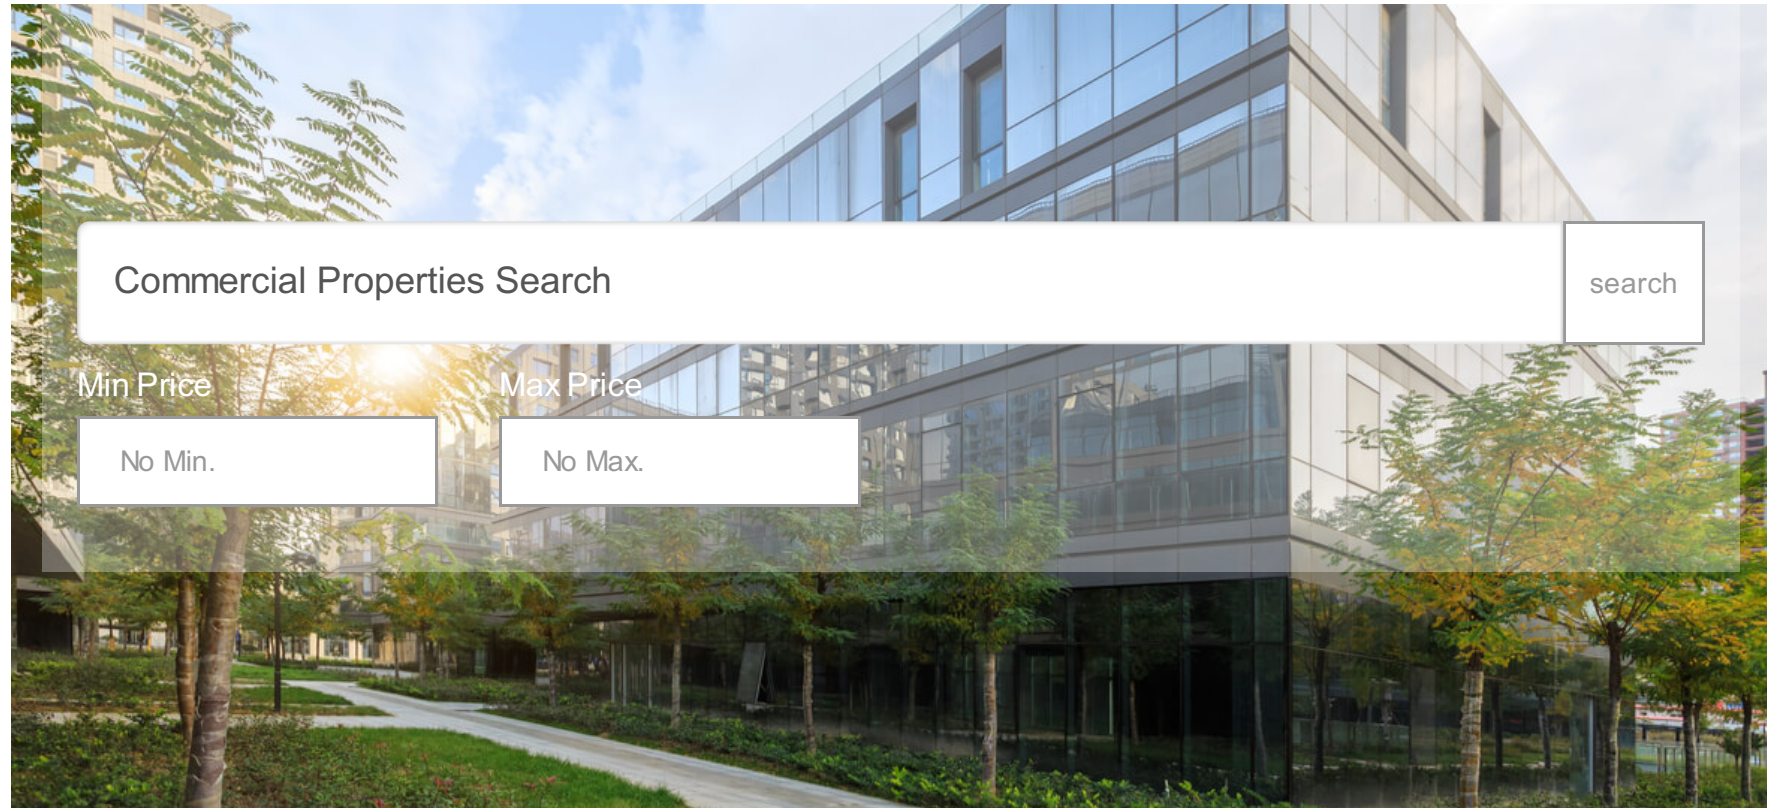 Commercial Properties Search
search
Min Price
Max Price
No Min.
No Max.